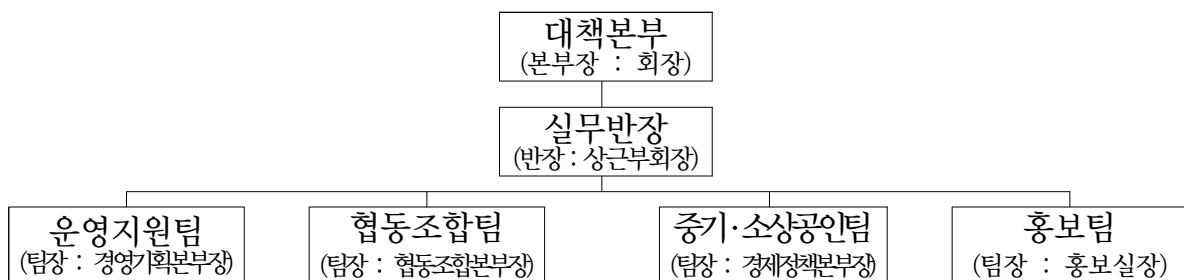 대책본부
(본부장 : 회장)
실무반장
(반장 : 상근부회장)
운영지원팀
(팀장 : 경영기획본부장)
협동조합팀
(팀장 : 협동조합본부장)
중기·소상공인팀
(팀장 : 경제정책본부장)
홍보팀
(팀장 : 홍보실장)